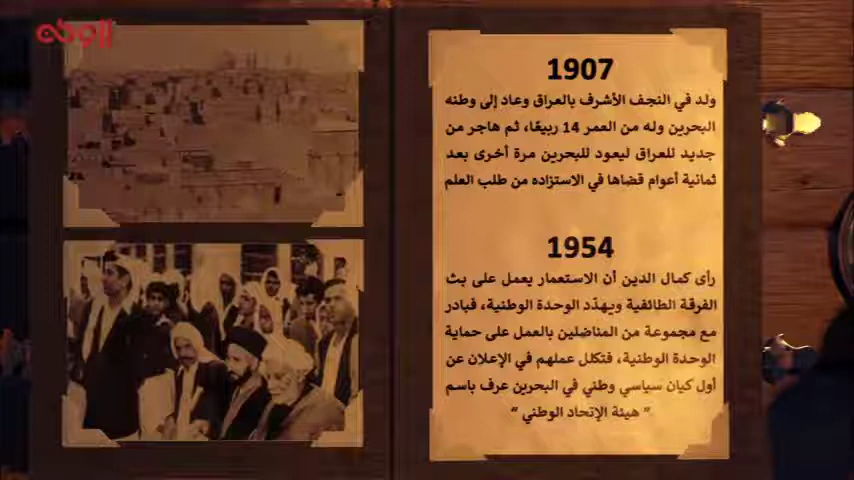 1907
ولد في النجف الأشرف بالعراق وعاد إلى وطنه
البحرين وله من العمر 14 ربيعًا، ثم هاجر من
جديد للعراق ليعود للبحرين مرة أخرى بعد
ثمانية أعوام قضاها في الاستزاده من طلب العلم
1954
رأى كمال الدين أن الاستعمار يعمل على بث
الفرقة الطائفية ويهدّد الوحدة الوطنية، فبادر
مع مجموعة من المناضلين بالعمل على حماية
الوحدة الوطنية، فتكلل عملهم في الإعلان عن
أول كيان سياسي وطني في البحرين عرف باسم
" هيئة الإتحاد الوطني "